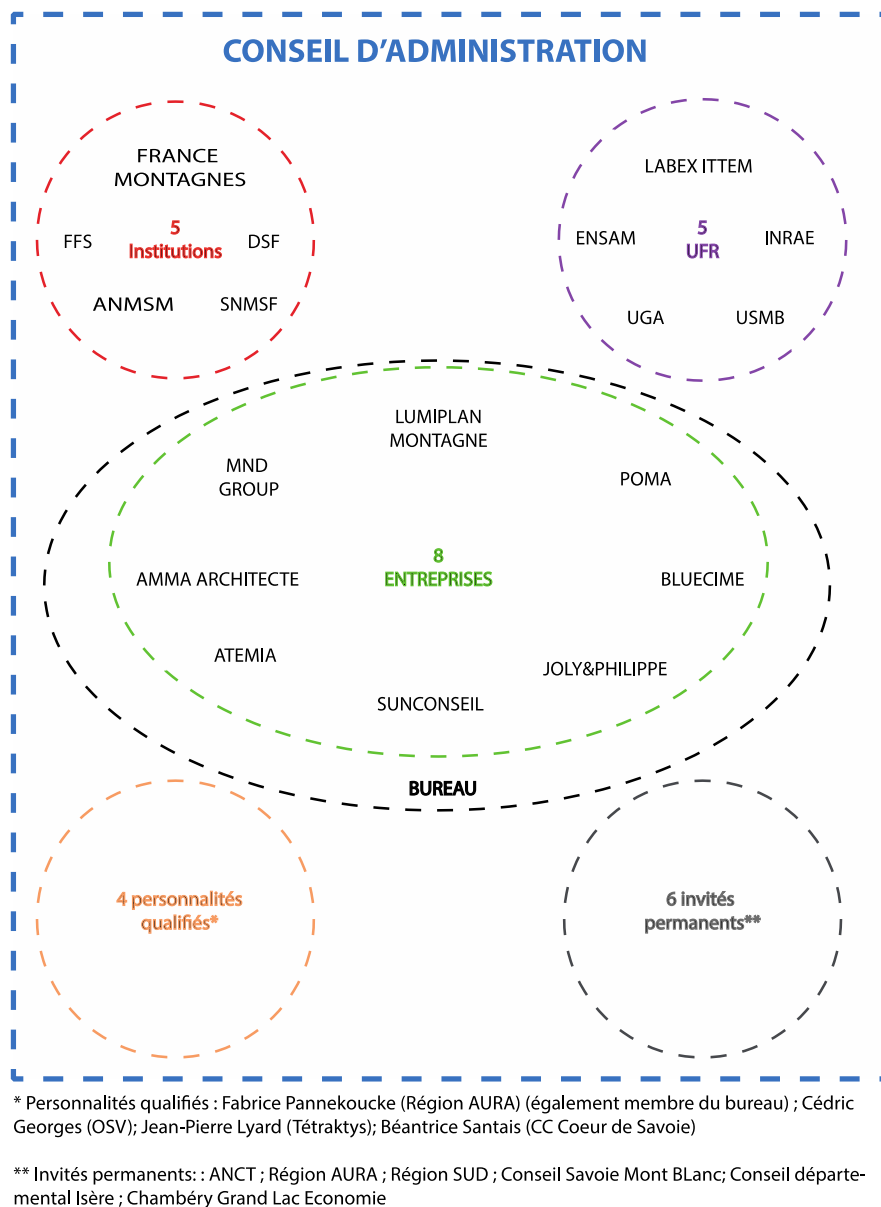 CONSEIL D'ADMINISTRATION
FRANCE
MONTAGNES
5
Institutions
FFS
DSF
ANMSM
SNMSF
LABEX ITTEM
5
UFR
ENSAM
INRAE
UGA
USMB
LUMIPLAN
MONTAGNE
MND
GROUP
POMA
8
ENTREPRISES
AMMA ARCHITECTE
BLUECIME
ATEMIA
JOLY&PHILIPPE
SUNCONSEIL
BUREAU
4 personnalités
qualifiés*
6 invités
permanents**
* Personnalités qualifiés : Fabrice Pannekoucke (Région AURA) (également membre du bureau) ; Cédric
Georges (OSV); Jean-Pierre Lyard (Tétraktys); Béantrice Santais (CC Coeur de Savoie)
** Invités permanents: : ANCT ; Région AURA ; Région SUD ; Conseil Savoie Mont BLanc; Conseil départe-
mental Isère ; Chambéry Grand Lac Economie